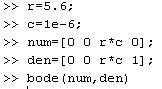 >> r=5.6;
>> c=1e-6;
>> num=[0 0 r*c 0];
>> den=[0 0 r*c 1];
>> bode(num,den)